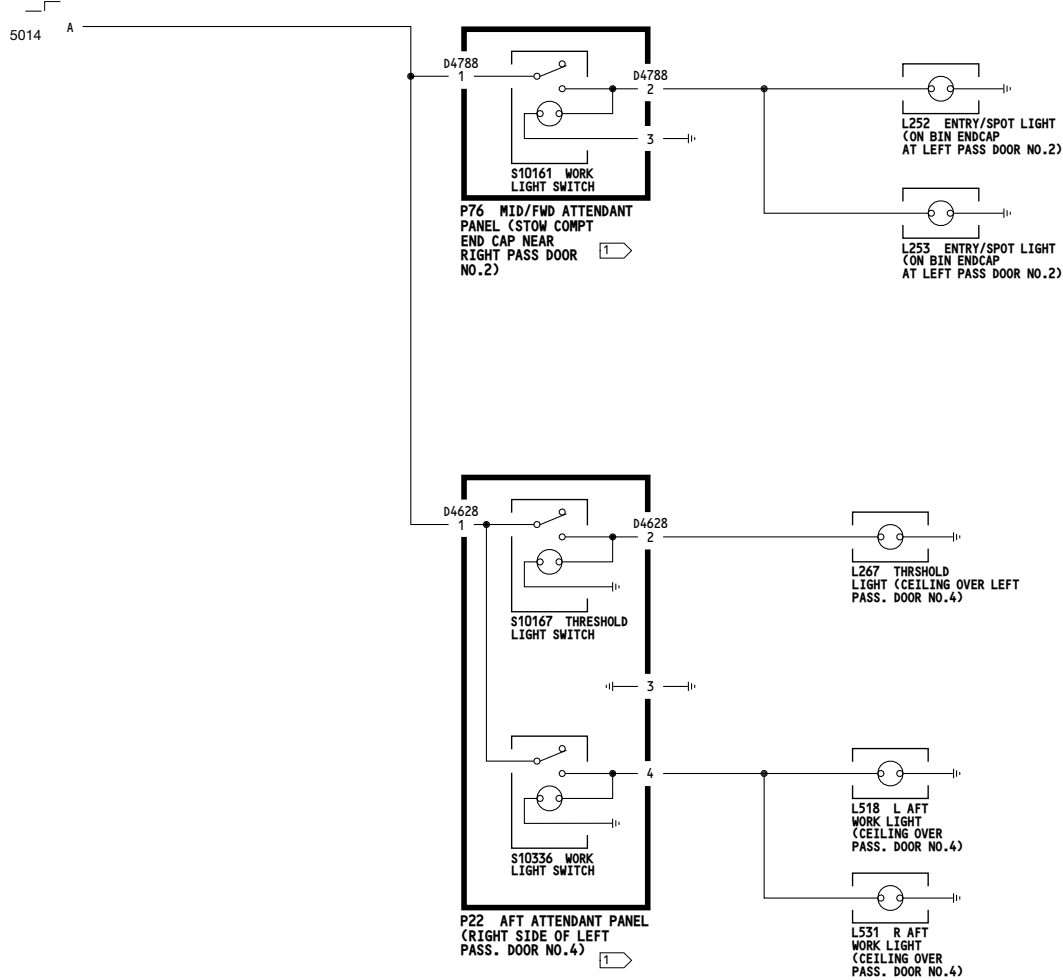 5014 A
D4788
1
D4788
2
3
S10161 WORK
LIGHT SWITCH
P76 MID/FWD ATTENDANT
PANEL (STOW COMPT
END CAP NEAR
RIGHT PASS DOOR
NO.2)
1
L252 ENTRY/SPOT LIGHT
(ON BIN ENDCAP
AT LEFT PASS DOOR NO.2)
L253 ENTRY/SPOT LIGHT
(ON BIN ENDCAP
AT LEFT PASS DOOR NO.2)
D4628
1
D4628
2
S10167 THRESHOLD
LIGHT SWITCH
L267 THRSHOLD
LIGHT (CEILING OVER LEFT
PASS. DOOR NO.4)
3
4
S10336 WORK
LIGHT SWITCH
P22 AFT ATTENDANT PANEL
(RIGHT SIDE OF LEFT
PASS. DOOR NO.4)
1
L518 L AFT
WORK LIGHT
(CEILING OVER
PASS. DOOR NO.4)
L531 R AFT
WORK LIGHT
(CEILING OVER
PASS. DOOR NO.4)